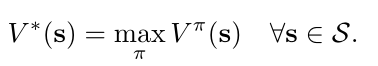 V*(s) = max_π V^π(s) ∀s ∈ 𝒮.